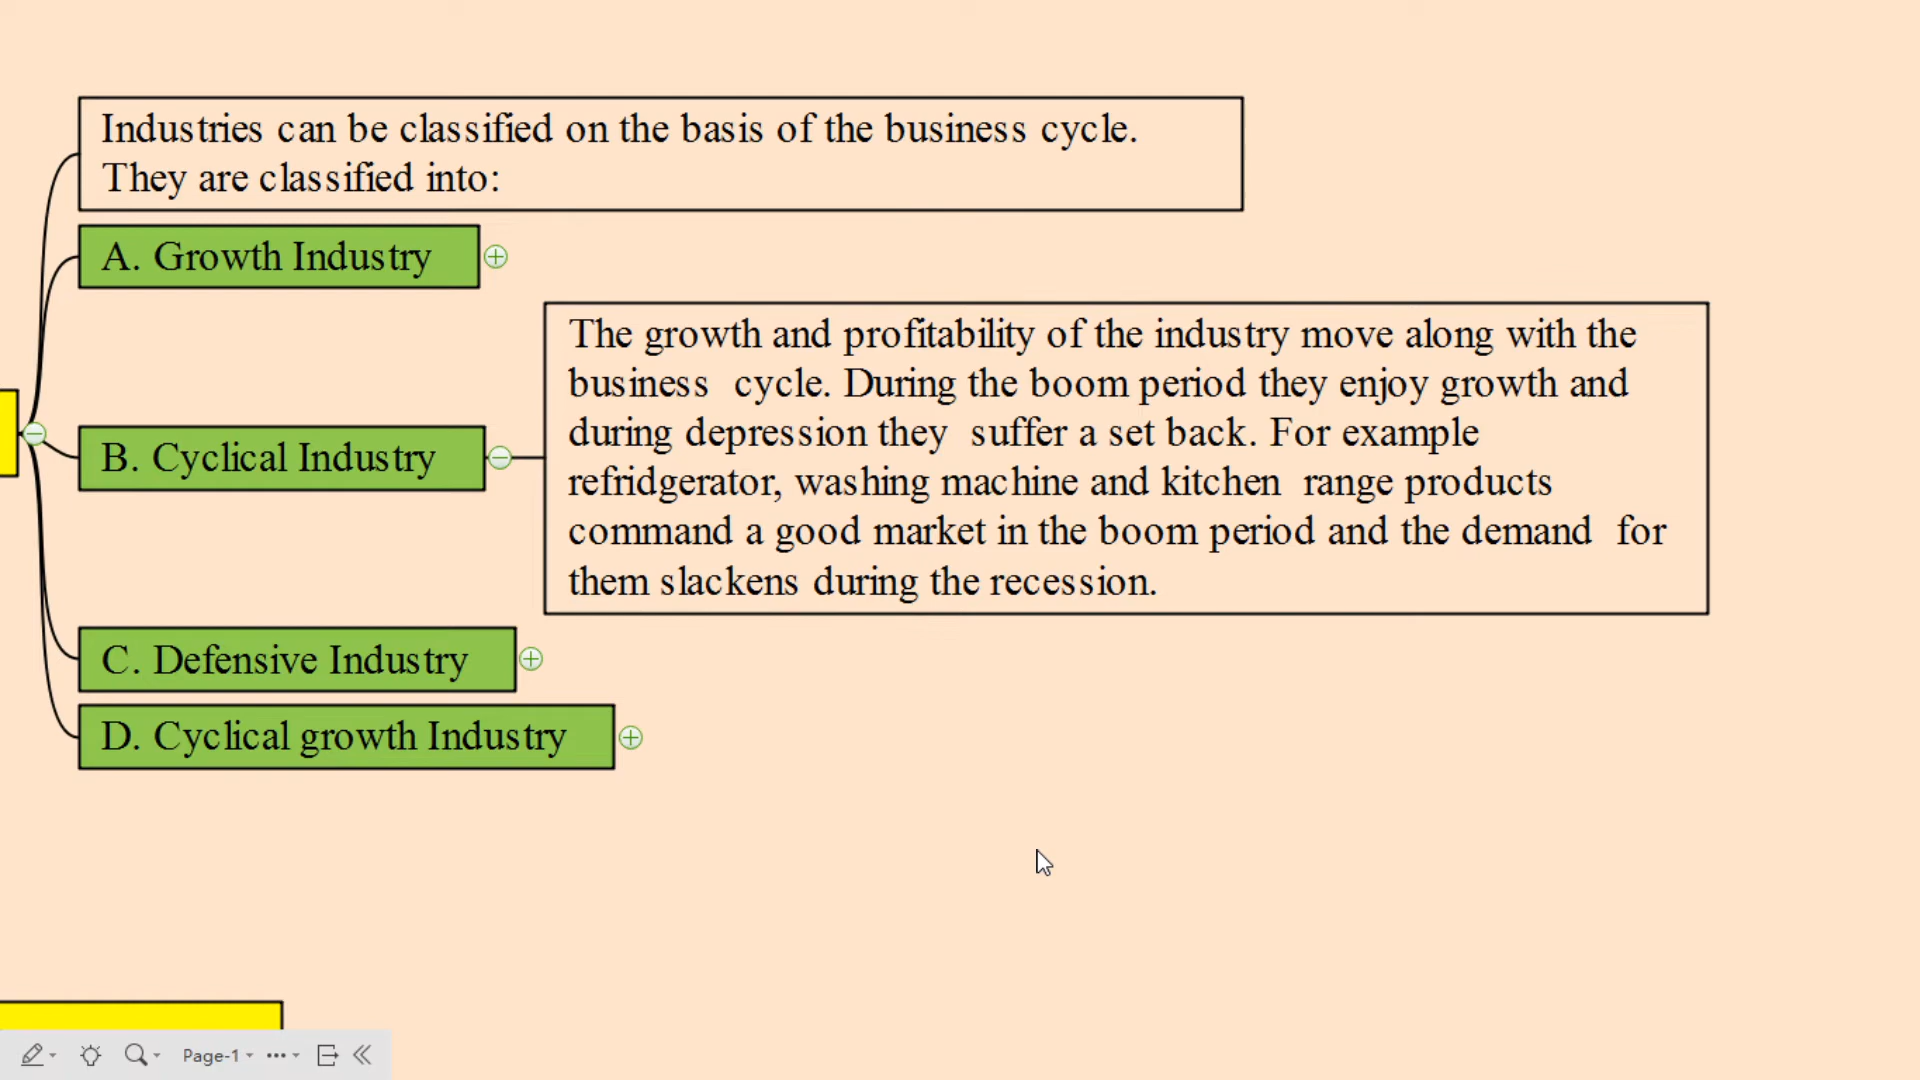 Industries can be classified on the basis of the business cycle.
They are classified into:
A. Growth Industry
The growth and profitability of the industry move along with the
business cycle. During the boom period they enjoy growth and
during depression they suffer a set back. For example
refridgerator, washing machine and kitchen range products
command a good market in the boom period and the demand for
them slackens during the recession.
B. Cyclical Industry
C. Defensive Industry
D. Cyclical growth Industry
Page-1